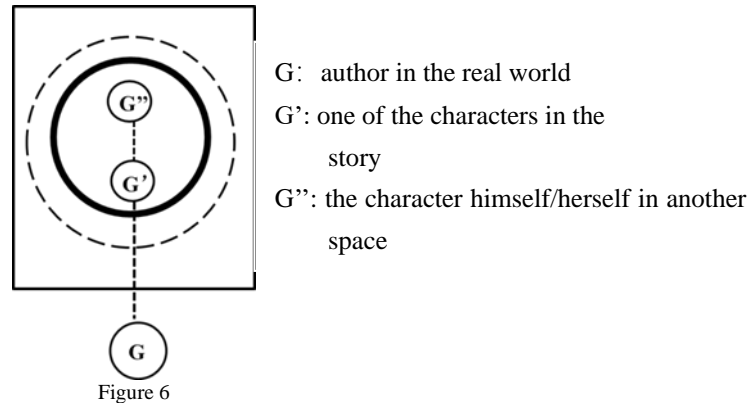 G”
G’
G
Figure 6
G: author in the real world
G’: one of the characters in the
story
G”: the character himself/herself in another
space